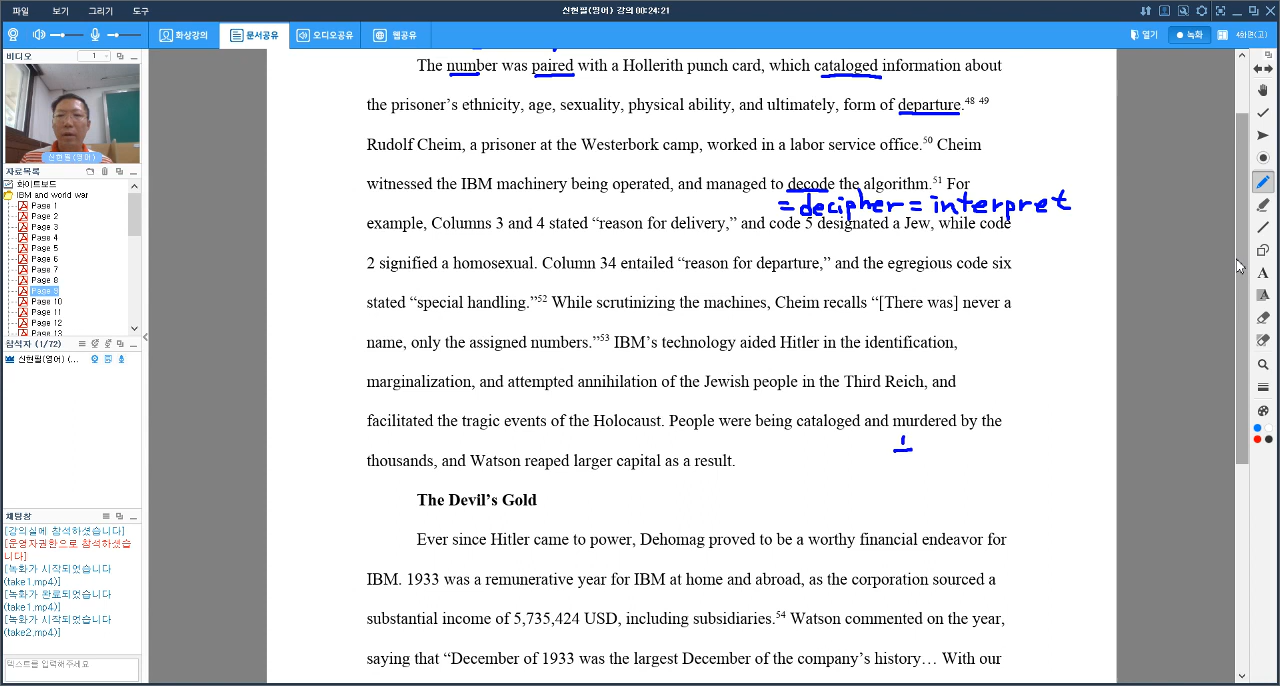 파일 보기 그리기 도구
신현필(영어) 강의 00:24:21
화상강의 문서공유 오디오공유 웹공유
열기 녹화 4화면(고)
비디오
1
신현필(영어)
자료목록
화이트보드
IBM and world war
Page 1
Page 2
Page 3
Page 4
Page 5
Page 6
Page 7
Page 8
Page 9
Page 10
Page 11
Page 12
Page 13
참석자 (1/72)
신현필(영어) (...
채팅창
[강의실에 참석하셨습니다]
[운영자권한으로 참석하셨습
니다]
[녹화가 시작되었습니다
(take1.mp4)]
[녹화가 완료되었습니다
(take1.mp4)]
[녹화가 시작되었습니다
(take2.mp4)]
텍스트를 입력해주세요
The number was paired with a Hollerith punch card, which cataloged information about
the prisoner’s ethnicity, age, sexuality, physical ability, and ultimately, form of departure.48 49
Rudolf Cheim, a prisoner at the Westerbork camp, worked in a labor service office.50 Cheim
witnessed the IBM machinery being operated, and managed to decode the algorithm.51 For
= decipher = interpret
example, Columns 3 and 4 stated “reason for delivery,” and code 5 designated a Jew, while code
2 signified a homosexual. Column 34 entailed “reason for departure,” and the egregious code six
stated “special handling.”52 While scrutinizing the machines, Cheim recalls “[There was] never a
name, only the assigned numbers.”53 IBM’s technology aided Hitler in the identification,
marginalization, and attempted annihilation of the Jewish people in the Third Reich, and
facilitated the tragic events of the Holocaust. People were being cataloged and murdered by the
thousands, and Watson reaped larger capital as a result.
The Devil’s Gold
Ever since Hitler came to power, Dehomag proved to be a worthy financial endeavor for
IBM. 1933 was a remunerative year for IBM at home and abroad, as the corporation sourced a
substantial income of 5,735,424 USD, including subsidiaries.54 Watson commented on the year,
saying that “December of 1933 was the largest December of the company’s history… With our